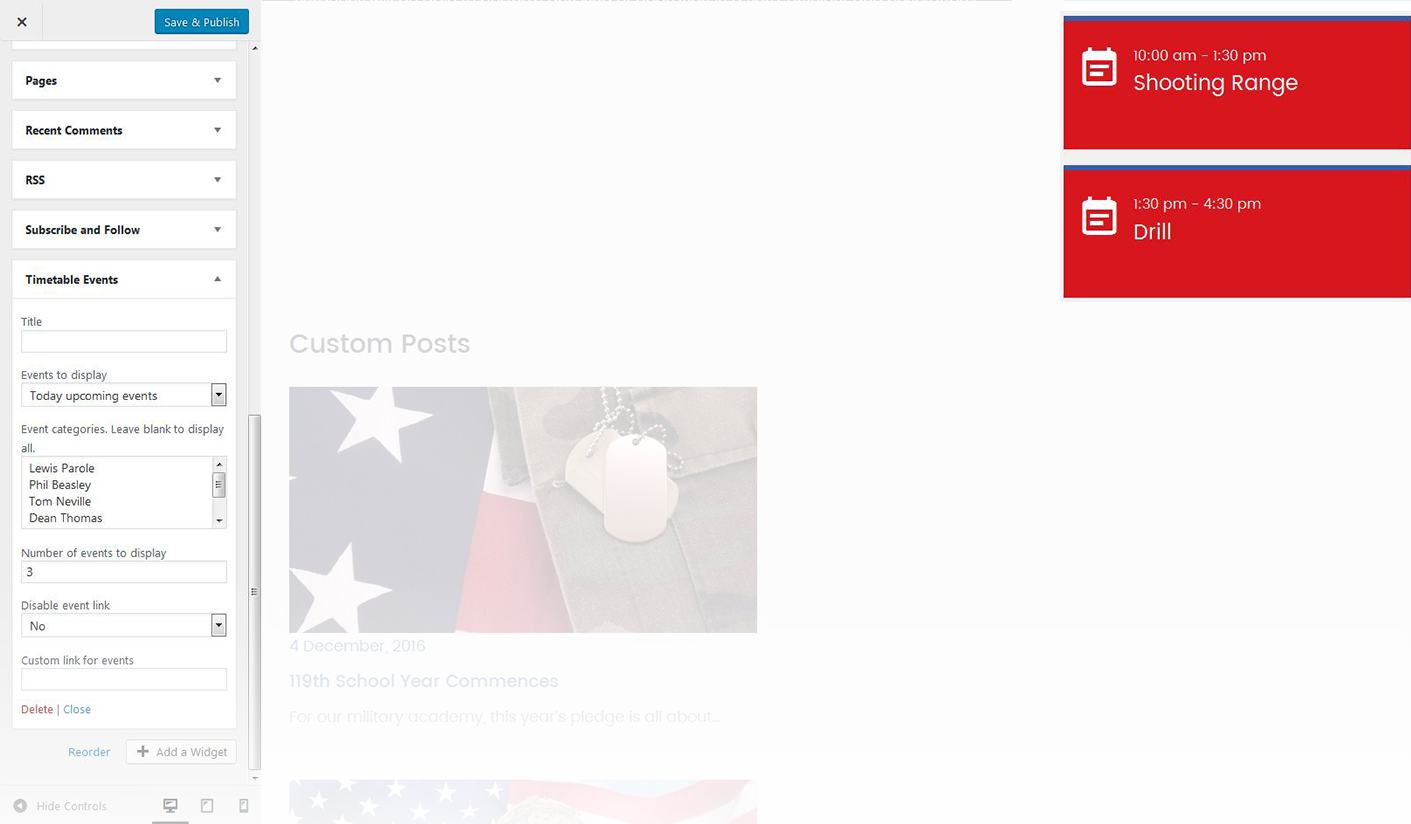 Save & Publish
Pages
Recent Comments
RSS
Subscribe and Follow
Timetable Events
Title
Events to display
Today upcoming events
Event categories. Leave blank to display
all.
Lewis Parole
Phil Beasley
Tom Neville
Dean Thomas
Number of events to display
3
Disable event link
No
Custom link for events
Delete | Close
Reorder
Add a Widget
Hide Controls
10:00 am - 1:30 pm
Shooting Range
1:30 pm - 4:30 pm
Drill
Custom Posts
4 December, 2016
119th School Year Commences
For our military academy, this year's pledge is all about...